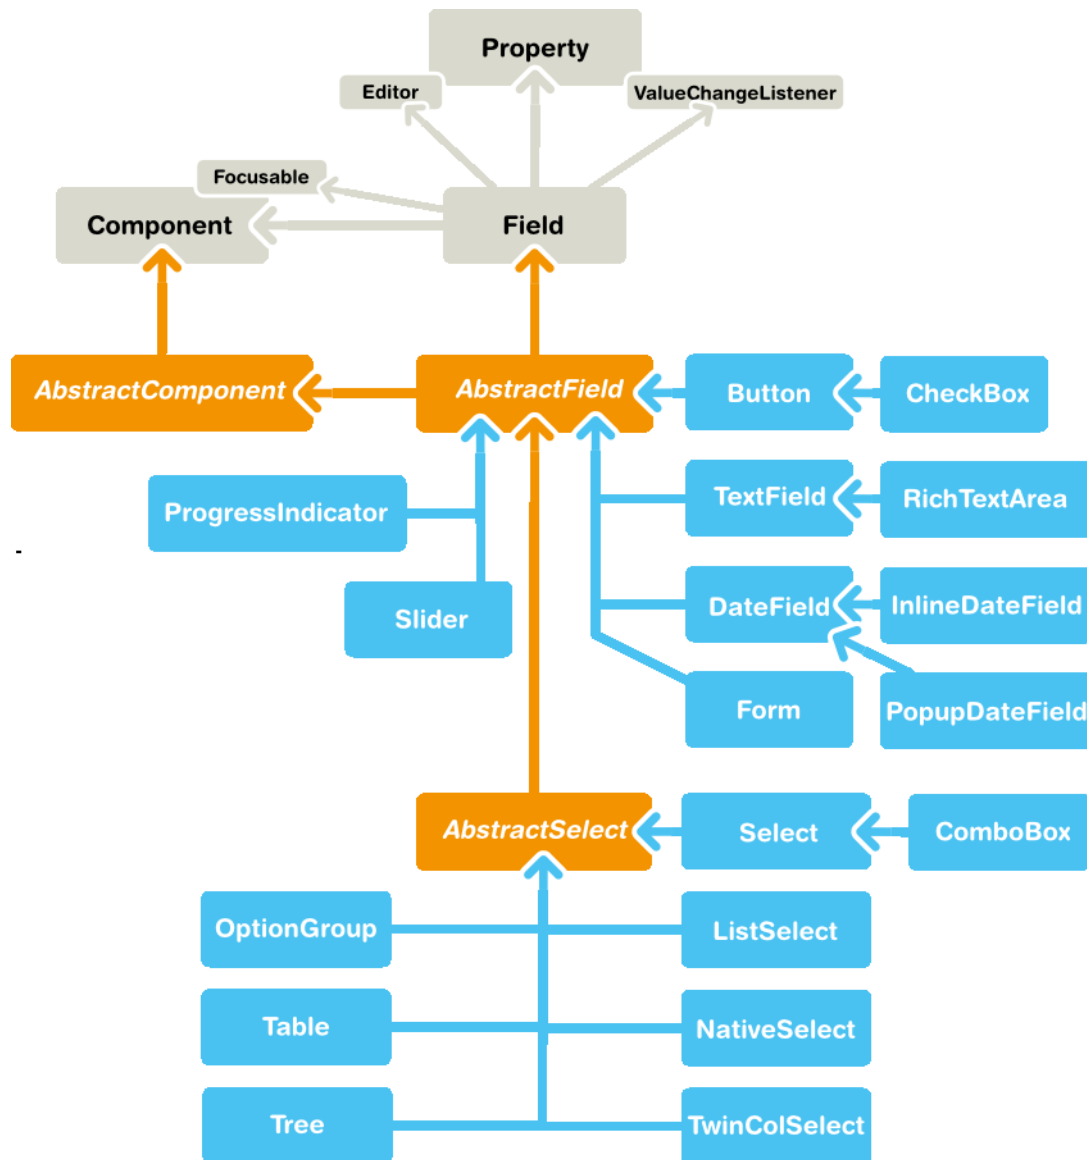 Property
Editor
ValueChangeListener
Focusable
Component
Field
AbstractComponent
AbstractField
Button
CheckBox
ProgressIndicator
TextField
RichTextArea
-
Slider
DateField
InlineDateField
Form
PopupDateField
AbstractSelect
Select
ComboBox
OptionGroup
ListSelect
Table
NativeSelect
Tree
TwinColSelect